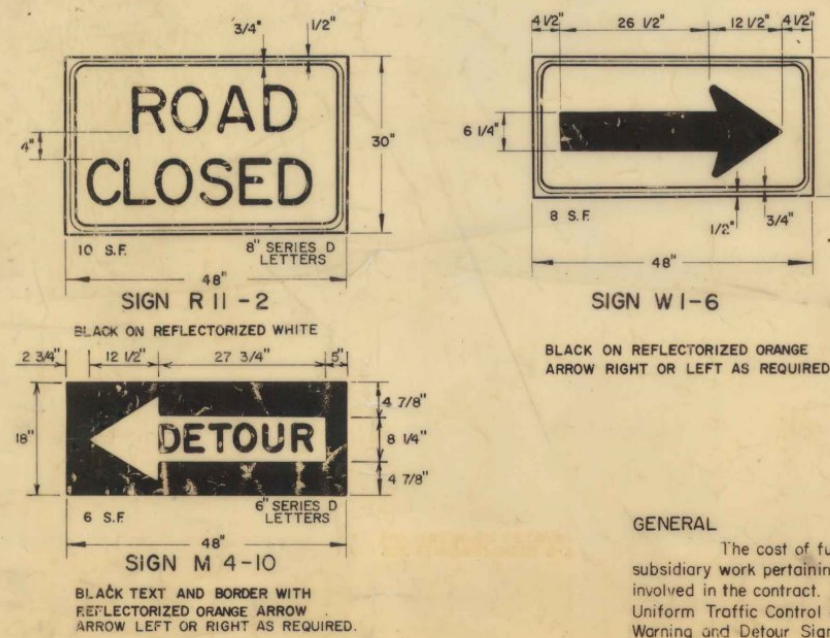 3/4"
1/2"
ROAD
CLOSED
4"
30"
10 S.F.
8" SERIES D
LETTERS
48"
SIGN R 11-2
BLACK ON REFLECTORIZED WHITE
4 1/2"
26 1/2"
12 1/2"
4 1/2"
6 1/4"
8 S.F.
1/2"
3/4"
48"
SIGN W 1-6
BLACK ON REFLECTORIZED ORANGE
ARROW RIGHT OR LEFT AS REQUIRED
2 3/4"
12 1/2"
27 3/4"
5"
18"
DETOUR
4 7/8"
8 1/4"
4 7/8"
6 S.F.
6" SERIES D
LETTERS
48"
SIGN M 4-10
BLACK TEXT AND BORDER WITH
REFLECTORIZED ORANGE ARROW
ARROW LEFT OR RIGHT AS REQUIRED.
GENERAL
The cost of fu
subsidiary work pertainin
involved in the contract.
Uniform Traffic Control
Warning and Detour Sign